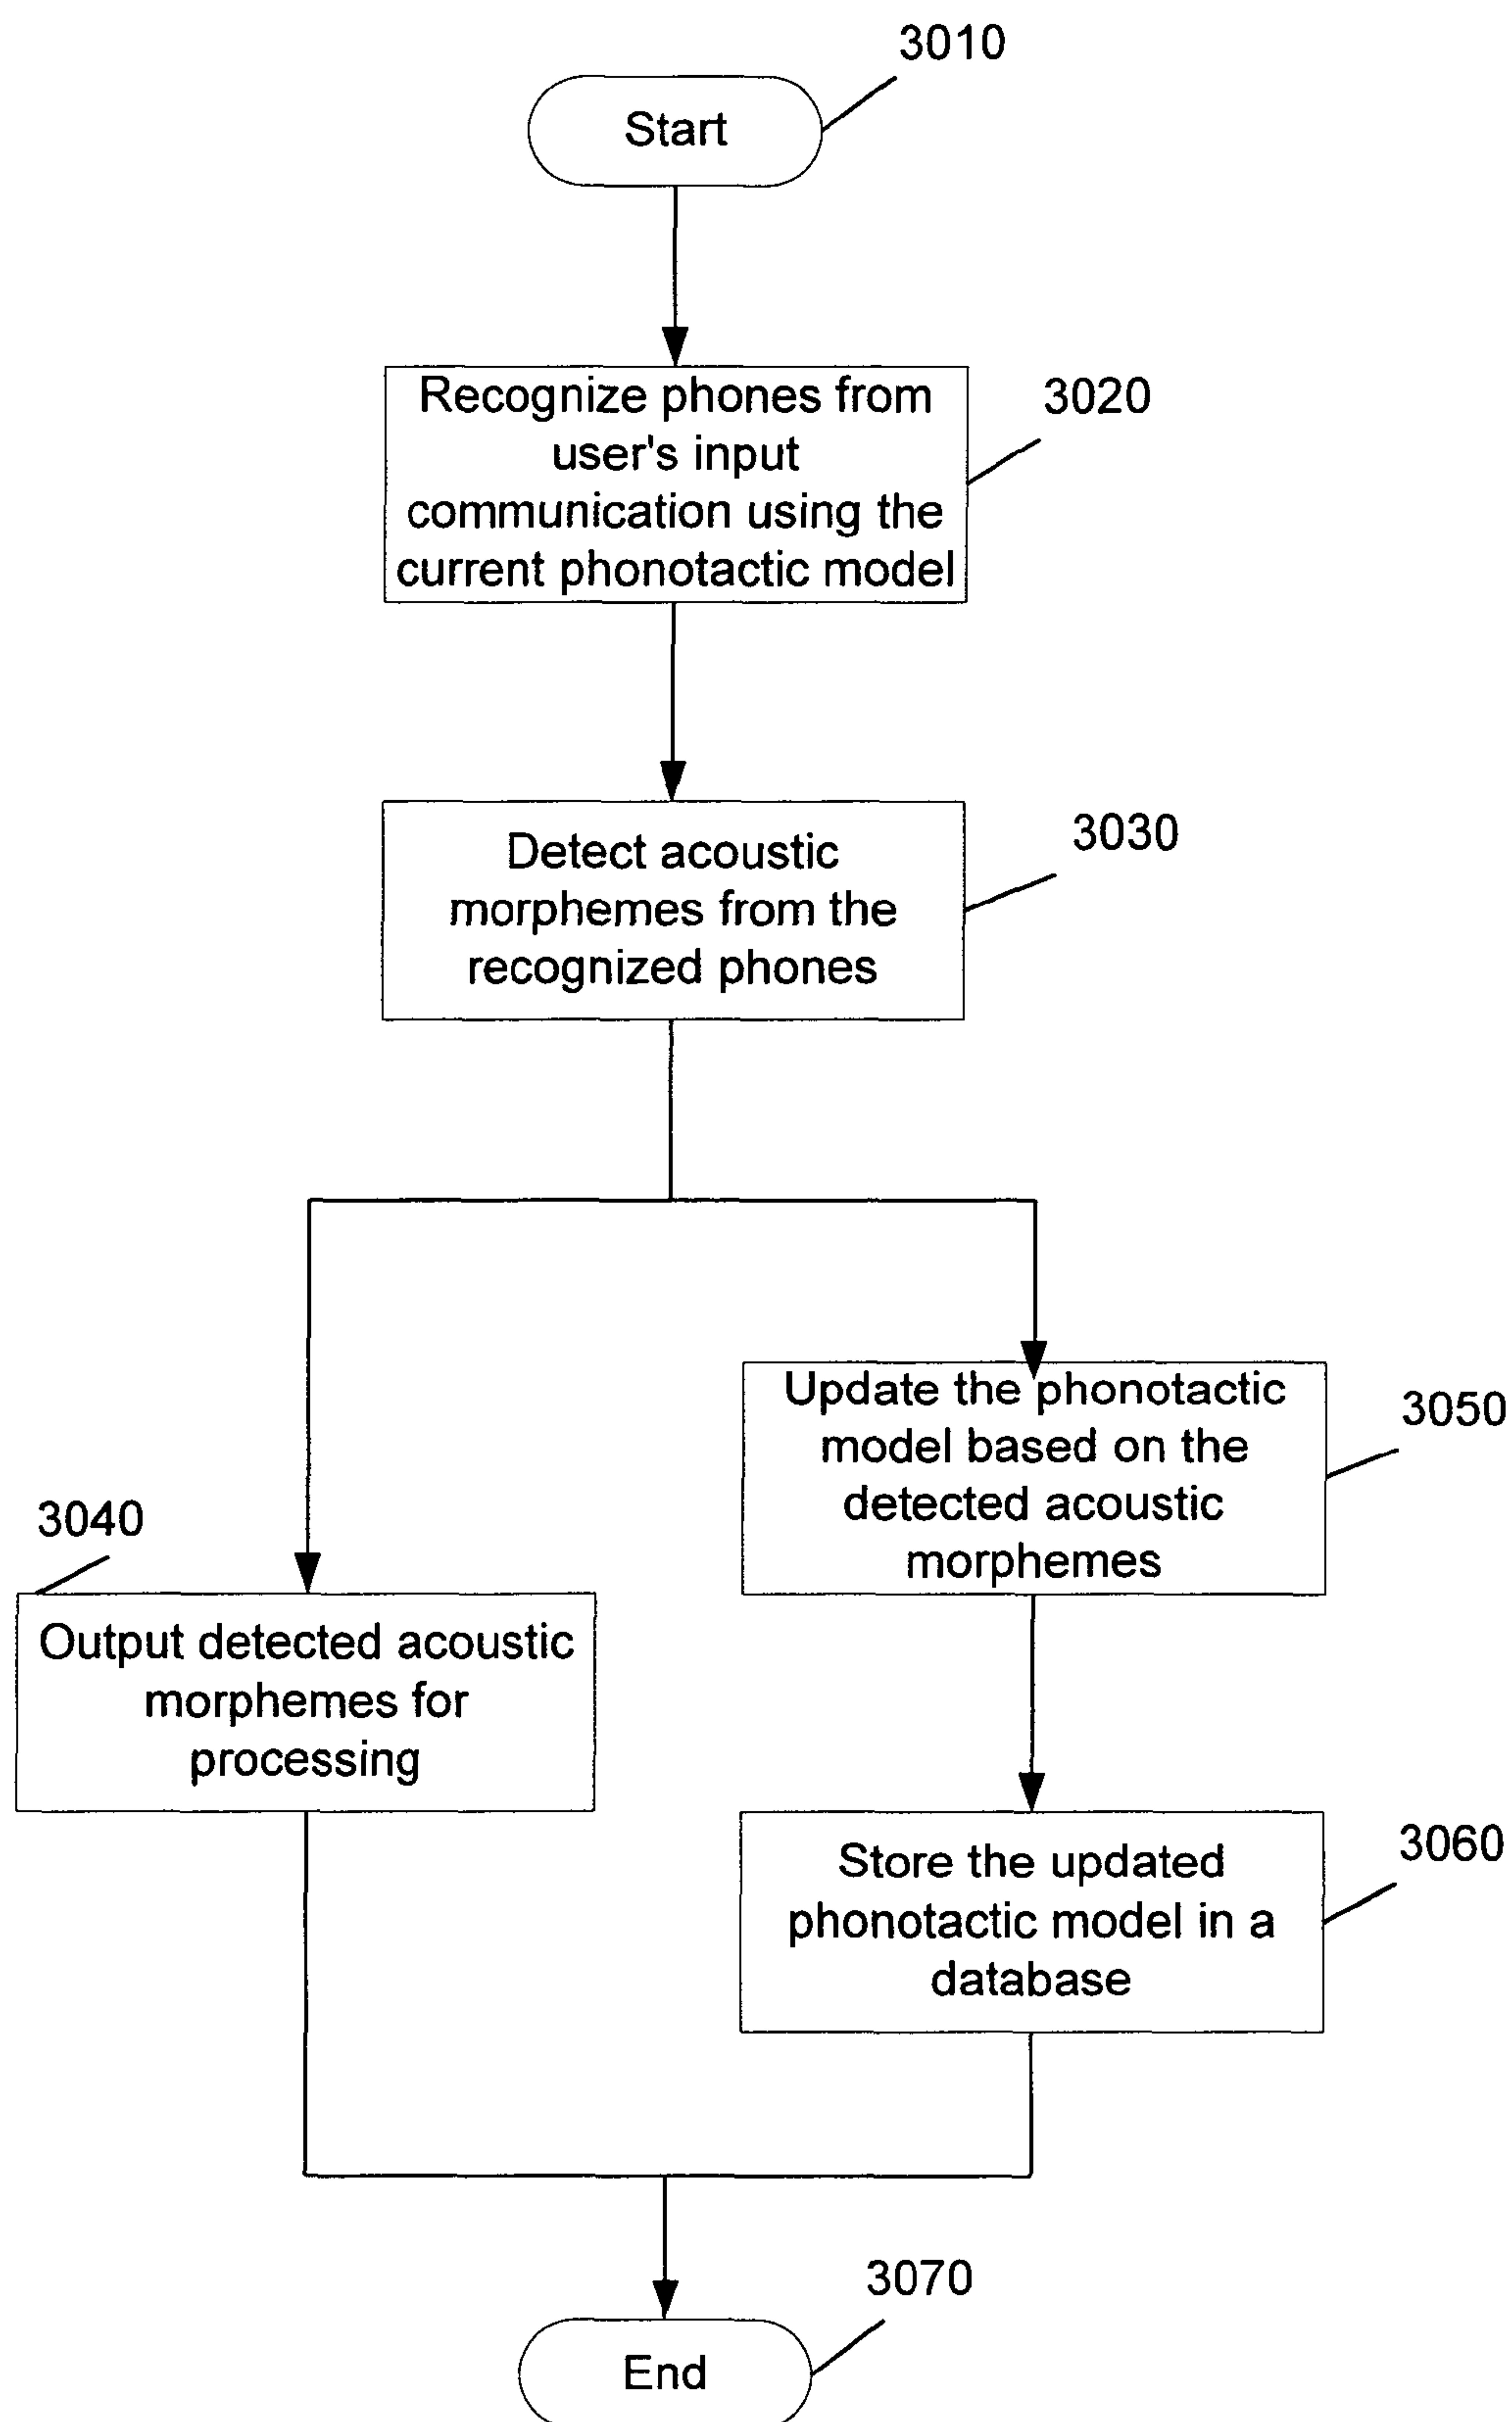 3010
Start
Recognize phones from
user's input
communication using the
current phonotactic model
3020
Detect acoustic
morphemes from the
recognized phones
3030
Update the phonotactic
model based on the
detected acoustic
morphemes
3050
3040
Output detected acoustic
morphemes for
processing
Store the updated
phonotactic model in a
database
3060
3070
End